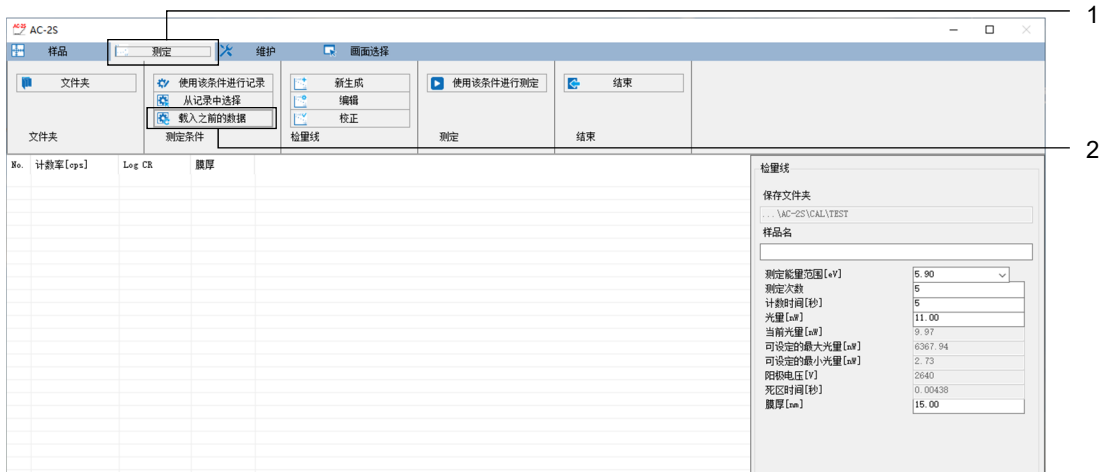 1
AC-2S AC-2S
样品 测定 维护 画面选择
文件夹 使用该条件进行记录 新生成 使用该条件进行测定 结束
从记录中选择 编辑
载入之前的数据 校正
文件夹 测定条件 检量线 测定 结束
2
No. 计数率[cps] Log CR 膜厚
检量线
保存文件夹
...\AC-2S\CAL\TEST
样品名
测定能量范围[eV] 5.90
测定次数 5
计数时间[秒] 5
光量[nW] 11.00
当前光量[nW] 9.97
可设定的最大光量[nW] 6367.94
可设定的最小光量[nW] 2.73
阳极电压[V] 2640
死区时间[秒] 0.00438
膜厚[nm] 15.00